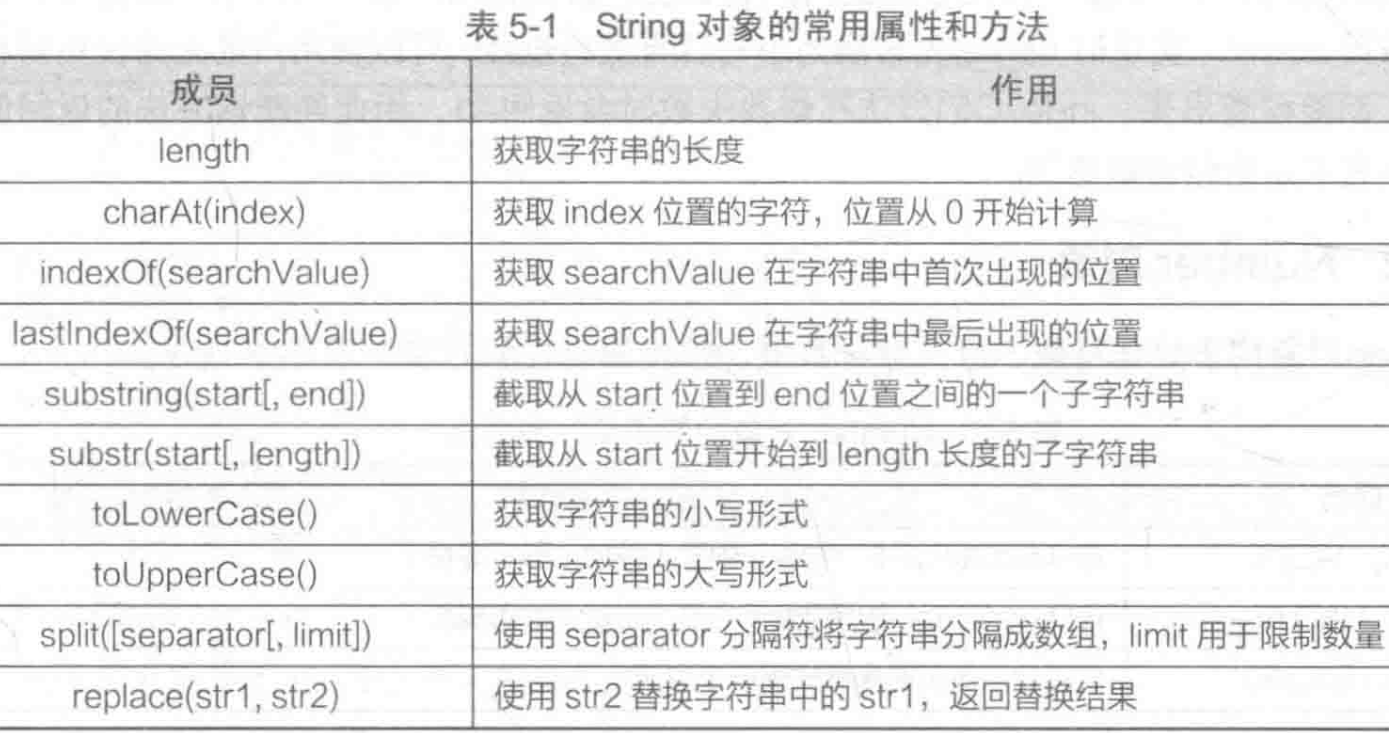 表 5-1 String 对象的常用属性和方法
成员 作用
length 获取字符串的长度
charAt(index) 获取 index 位置的字符，位置从 0 开始计算
indexOf(searchValue) 获取 searchValue 在字符串中首次出现的位置
lastIndexOf(searchValue) 获取 searchValue 在字符串中最后出现的位置
substring(start[, end]) 截取从 start 位置到 end 位置之间的一个子字符串
substr(start[, length]) 截取从 start 位置开始到 length 长度的子字符串
toLowerCase() 获取字符串的小写形式
toUpperCase() 获取字符串的大写形式
split([separator[, limit]) 使用 separator 分隔符将字符串分隔成数组，limit 用于限制数量
replace(str1, str2) 使用 str2 替换字符串中的 str1，返回替换结果